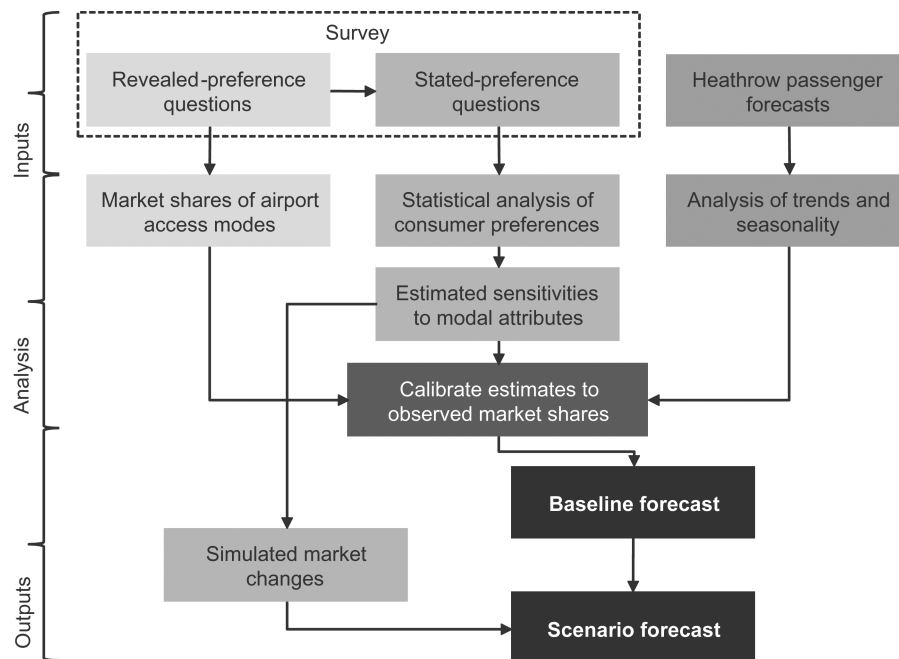 Survey
Revealed-preference
questions
Stated-preference
questions
Heathrow passenger
forecasts
Inputs
Market shares of airport
access modes
Statistical analysis of
consumer preferences
Analysis of trends and
seasonality
Estimated sensitivities
to modal attributes
Analysis
Calibrate estimates to
observed market shares
Baseline forecast
Simulated market
changes
Outputs
Scenario forecast